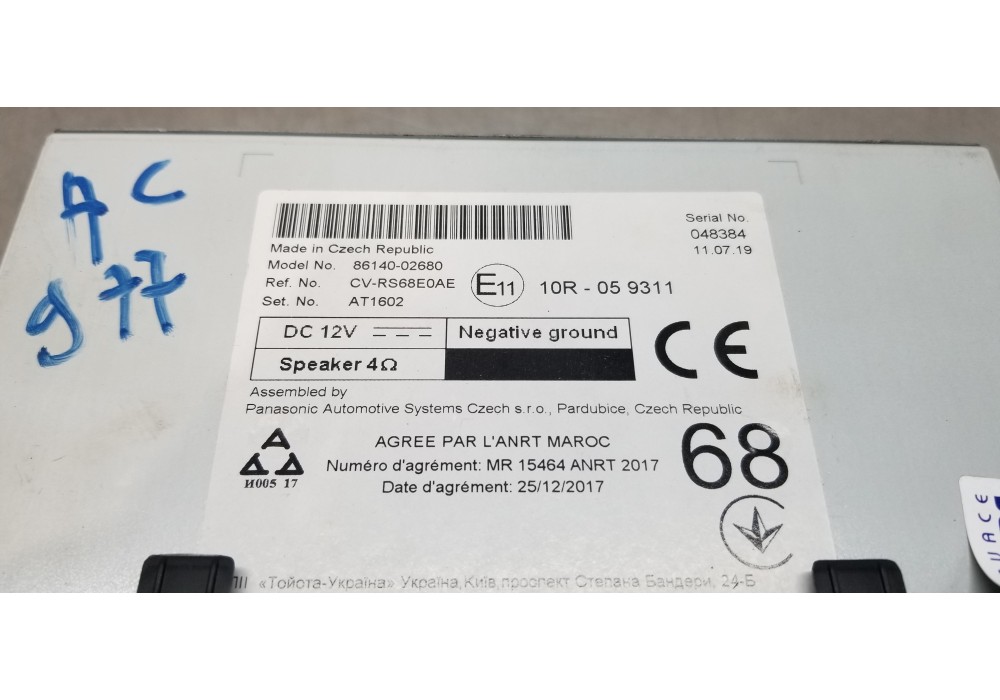 A C
977
Serial No.
048384
11.07.19
Made in Czech Republic
Model No. 86140-02680
Ref. No. CV-RS68E0AE
Set. No. AT1602
E11 10R - 05 9311
DC 12V
Negative ground
Speaker 4Ω
CE
Assembled by
Panasonic Automotive Systems Czech s.r.o., Pardubice, Czech Republic
AGREE PAR L'ANRT MAROC
Numéro d'agrément: MR 15464 ANRT 2017
Date d'agrément: 25/12/2017
И005 17
68
«Тойота-Україна» Україна, Київ, проспект Степана Бандери, 24-Б